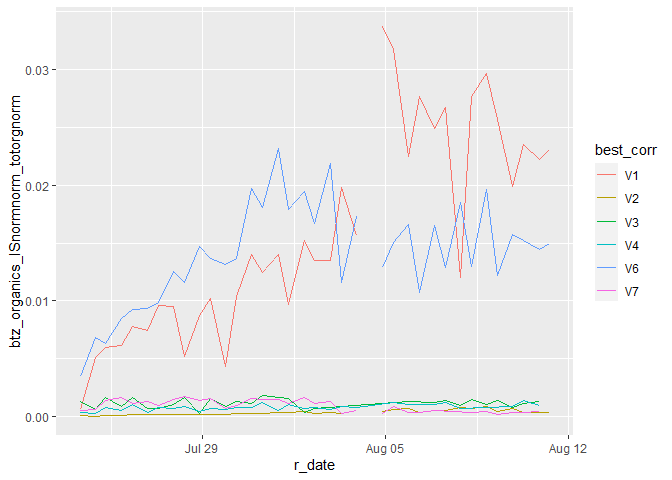 0.03
0.02
0.01
0.00
btz_organics_ISnormnorm_totorgnorm
Jul 29
Aug 05
Aug 12
r_date
best_corr
V1
V2
V3
V4
V6
V7